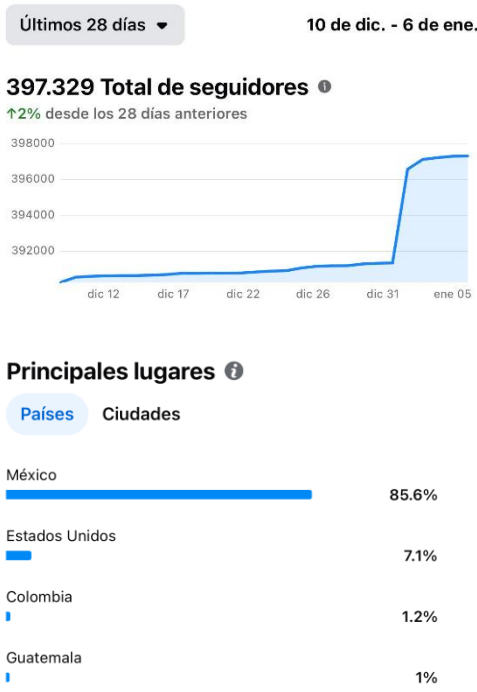 Últimos 28 días
10 de dic. - 6 de ene.
397.329 Total de seguidores
↑2% desde los 28 días anteriores
398000
396000
394000
392000
dic 12 dic 17 dic 22 dic 26 dic 31 ene 05
Principales lugares
Países Ciudades
México
85.6%
Estados Unidos
7.1%
Colombia
1.2%
Guatemala
1%